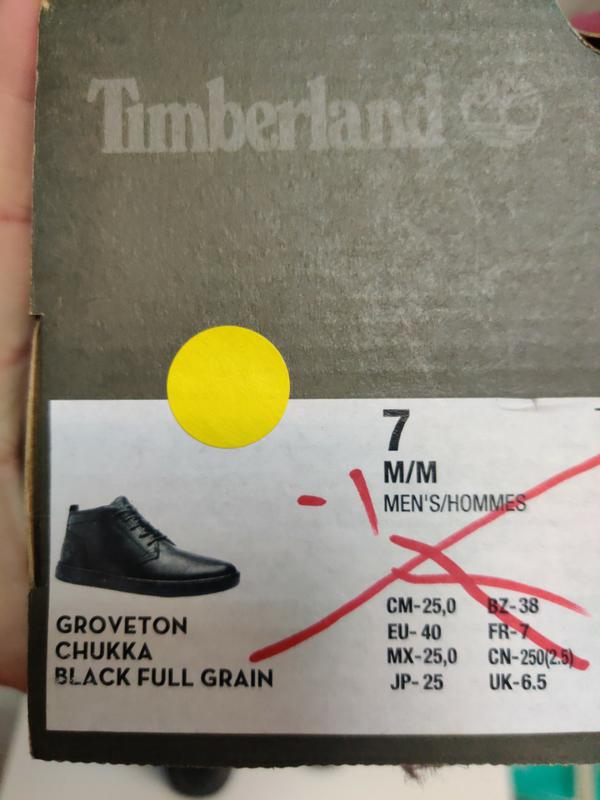 Timberland
7
M/M
MEN'S/HOMMES
-1
CM-25,0 BZ-38
EU-40 FR-7
MX-25,0 CN-250(2.5)
JP-25 UK-6.5
GROVETON
CHUKKA
BLACK FULL GRAIN